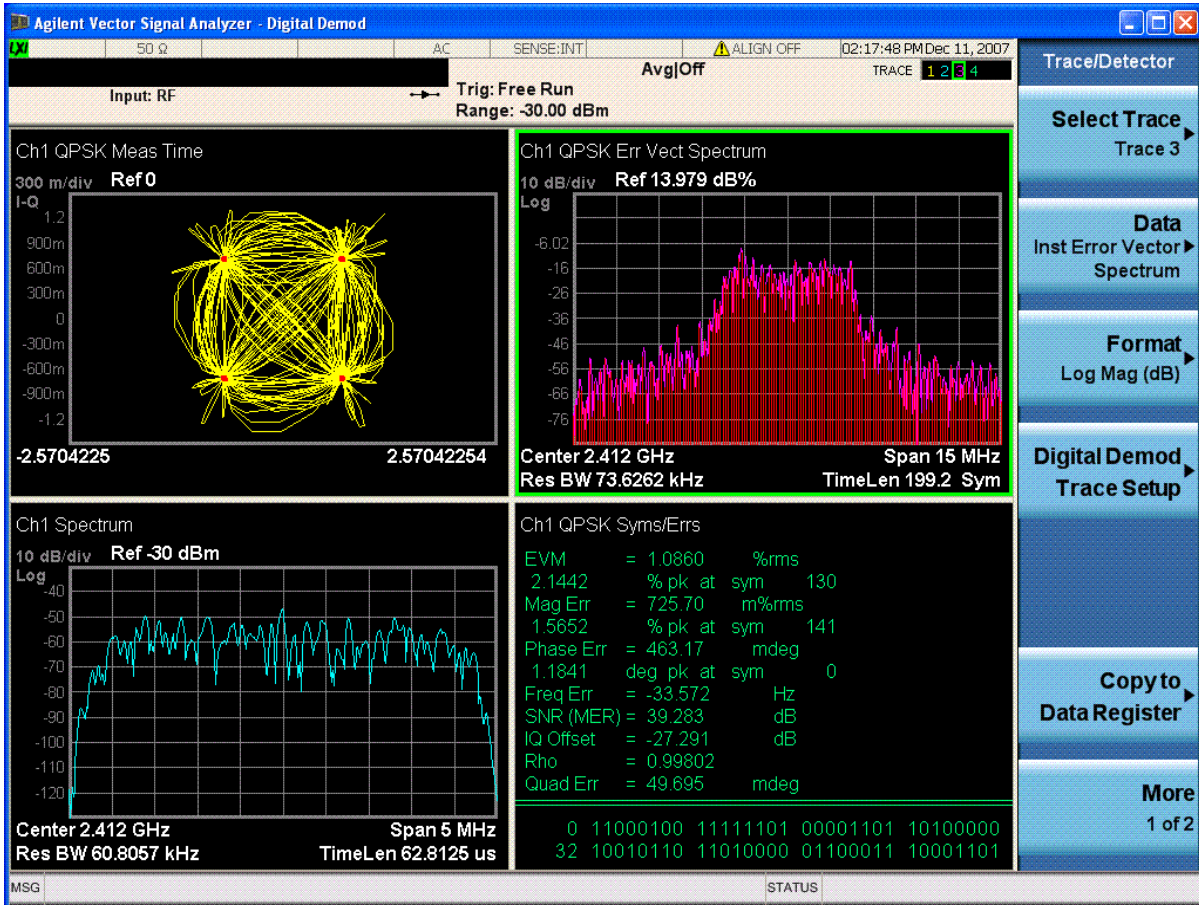 Agilent Vector Signal Analyzer - Digital Demod
LXI 50 Ω AC SENSE:INT ALIGN OFF 02:17:48 PM Dec 11, 2007
Avg|Off
TRACE 1 2 3 4
Input: RF
Trig: Free Run
Range: -30.00 dBm
Ch1 QPSK Meas Time
300 m/div Ref 0
I-Q
1.2
900m
600m
300m
0
-300m
-600m
-900m
-1.2
-2.5704225 2.57042254
Ch1 QPSK Err Vect Spectrum
10 dB/div Ref 13.979 dB%
Log
-6.02
-16
-26
-36
-46
-56
-66
-76
Center 2.412 GHz Span 15 MHz
Res BW 73.6262 kHz TimeLen 199.2 Sym
Ch1 Spectrum
10 dB/div Ref -30 dBm
Log
-40
-50
-60
-70
-80
-90
-100
-110
-120
Center 2.412 GHz Span 5 MHz
Res BW 60.8057 kHz TimeLen 62.8125 us
Ch1 QPSK Syms/Errs
EVM = 1.0860 %rms
2.1442 % pk at sym 130
Mag Err = 725.70 m%rms
1.5652 % pk at sym 141
Phase Err = 463.17 mdeg
1.1841 deg pk at sym 0
Freq Err = -33.572 Hz
SNR (MER) = 39.283 dB
IQ Offset = -27.291 dB
Rho = 0.99802
Quad Err = 49.695 mdeg
0 11000100 11111101 00001101 10100000
32 10010110 11010000 01100011 10001101
Trace/Detector
Select Trace
Trace 3
Data
Inst Error Vector
Spectrum
Format
Log Mag (dB)
Digital Demod
Trace Setup
Copy to
Data Register
More
1 of 2
MSG STATUS